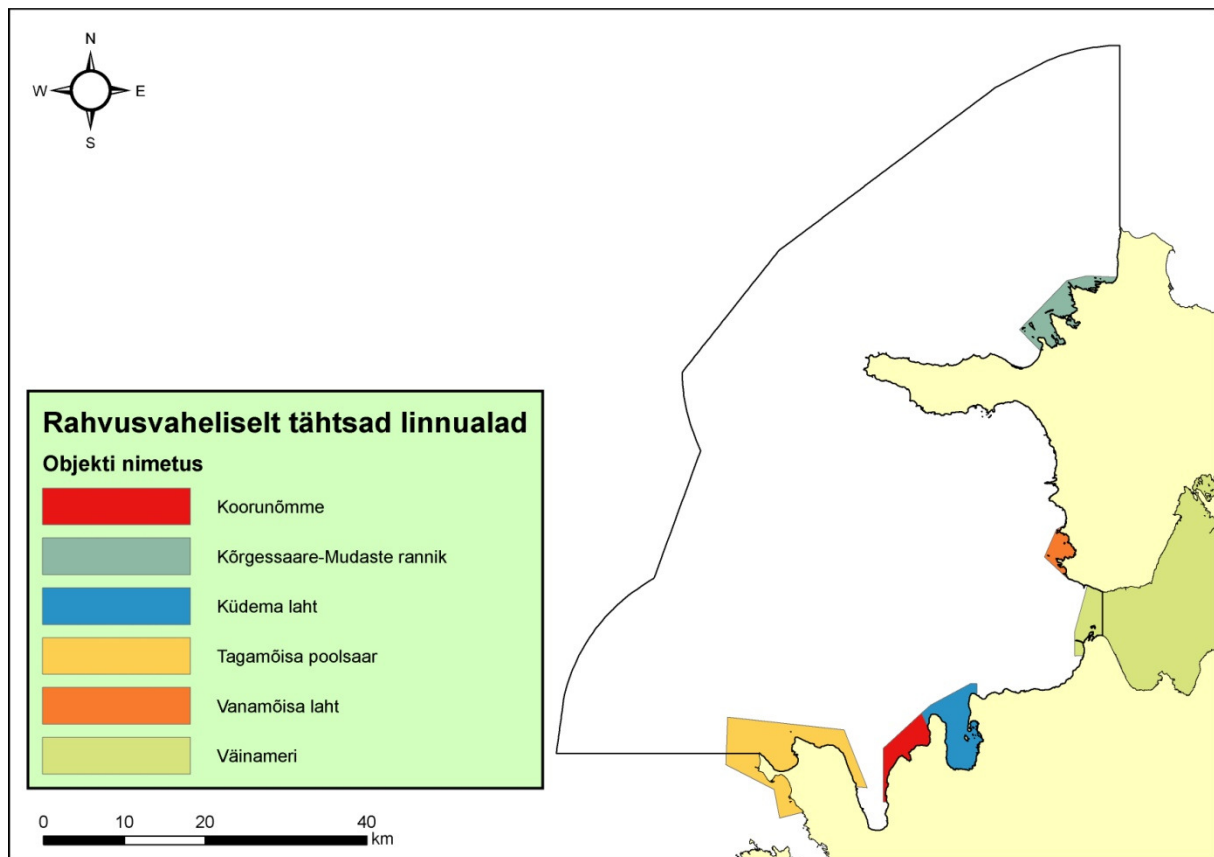 N
W E
S
Rahvusvaheliselt tähtsad linnualad
Objekti nimetus
Koorunõmme
Kõrgessaare-Mudaste rannik
Küdema laht
Tagamõisa poolsaar
Vanamõisa laht
Väinameri
0 10 20 40
km